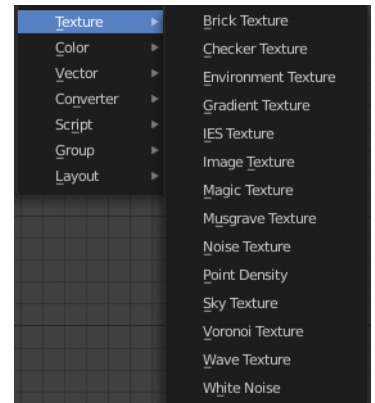 Texture
Color
Vector
Converter
Script
Group
Layout
Brick Texture
Checker Texture
Environment Texture
Gradient Texture
IES Texture
Image Texture
Magic Texture
Musgrave Texture
Noise Texture
Point Density
Sky Texture
Voronoi Texture
Wave Texture
White Noise